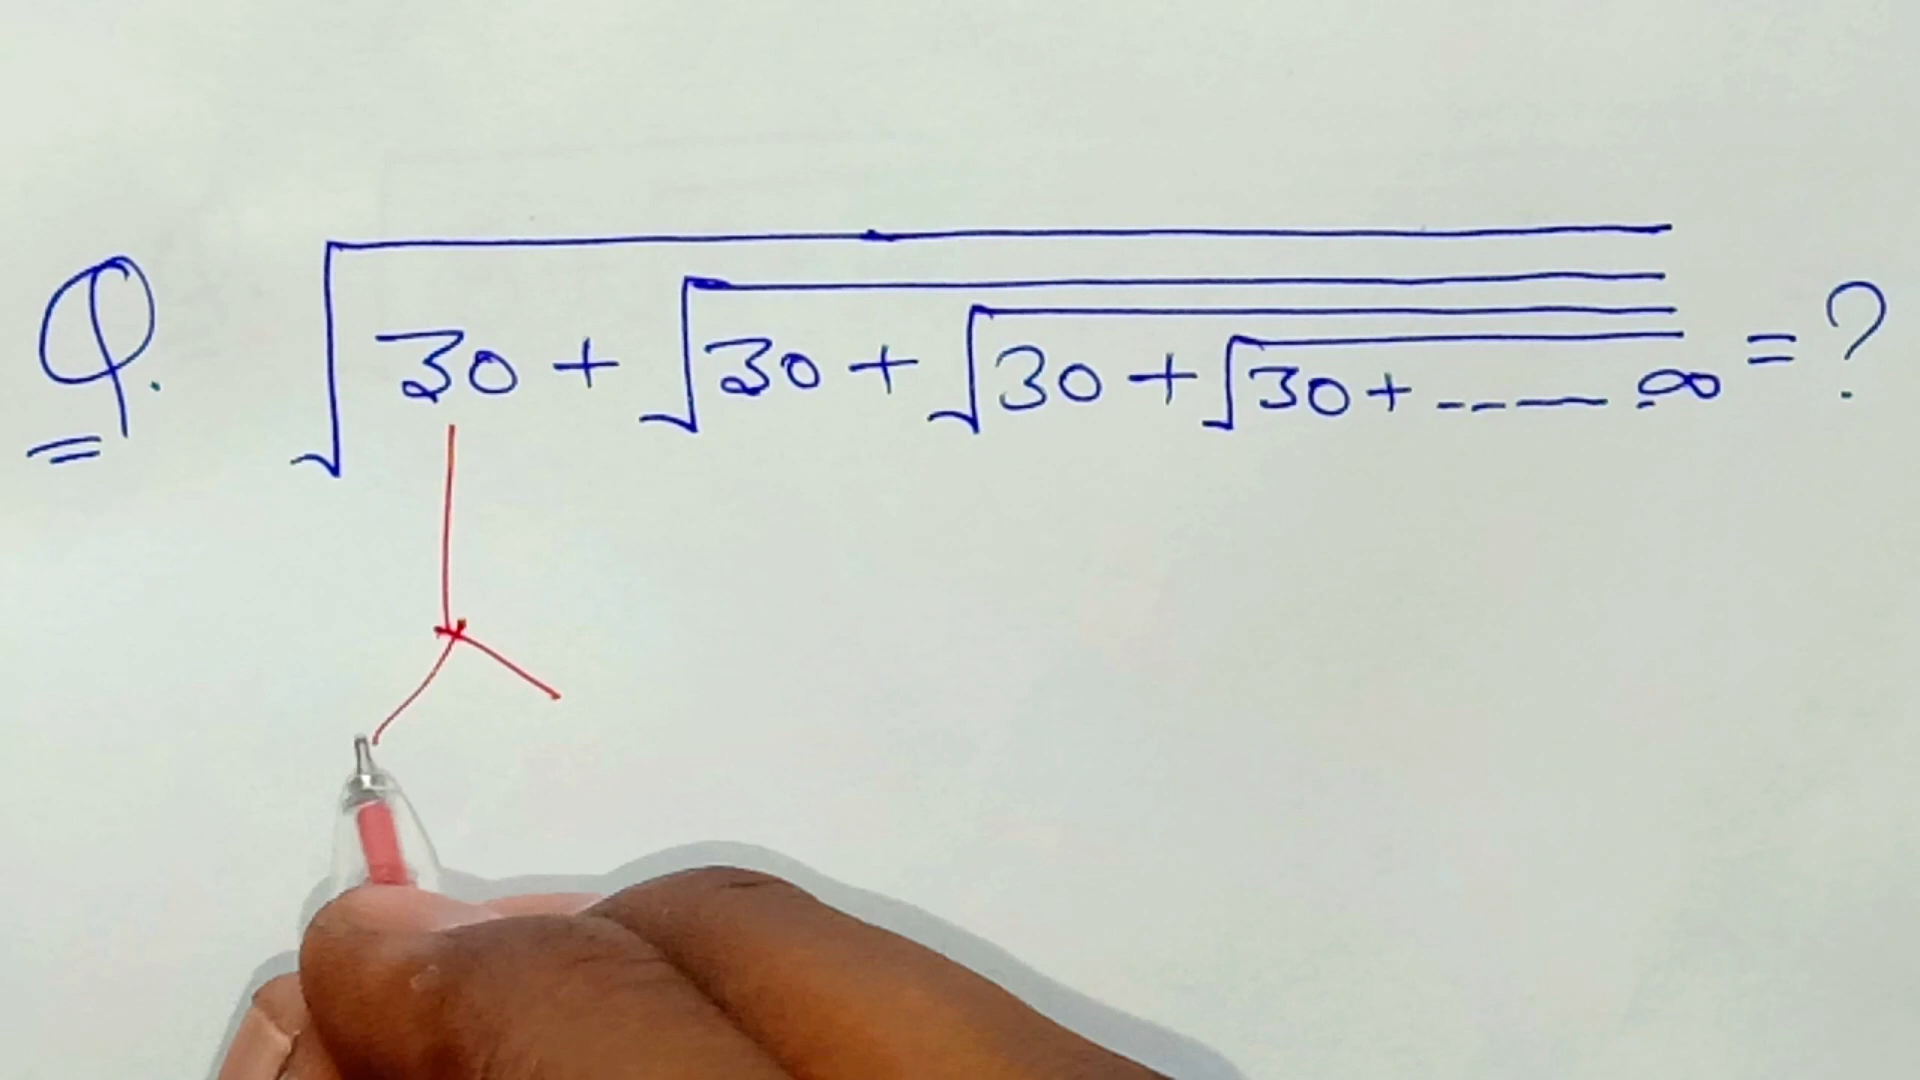 Q. √30 + √30 + √30 + √30 + ------ ∞ = ?